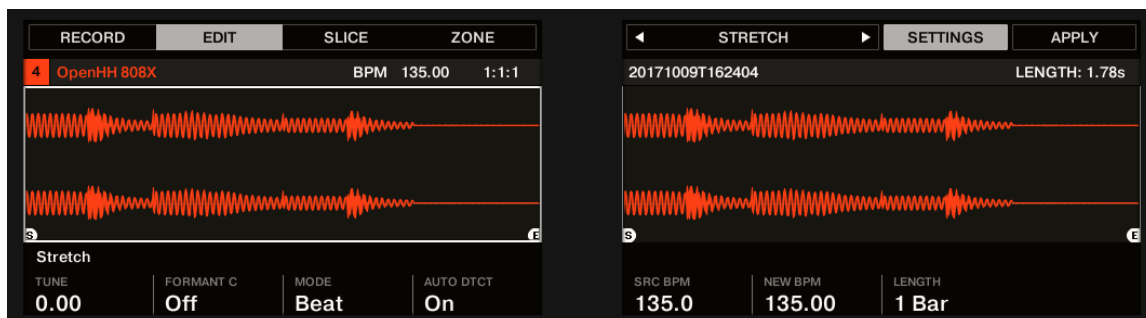 RECORD EDIT SLICE ZONE
4 OpenHH 808X BPM 135.00 1:1:1
S E
Stretch
TUNE FORMANT C MODE AUTO DTCT
0.00 Off Beat On
STRETCH SETTINGS APPLY
20171009T162404 LENGTH: 1.78s
S E
SRC BPM NEW BPM LENGTH
135.0 135.00 1 Bar